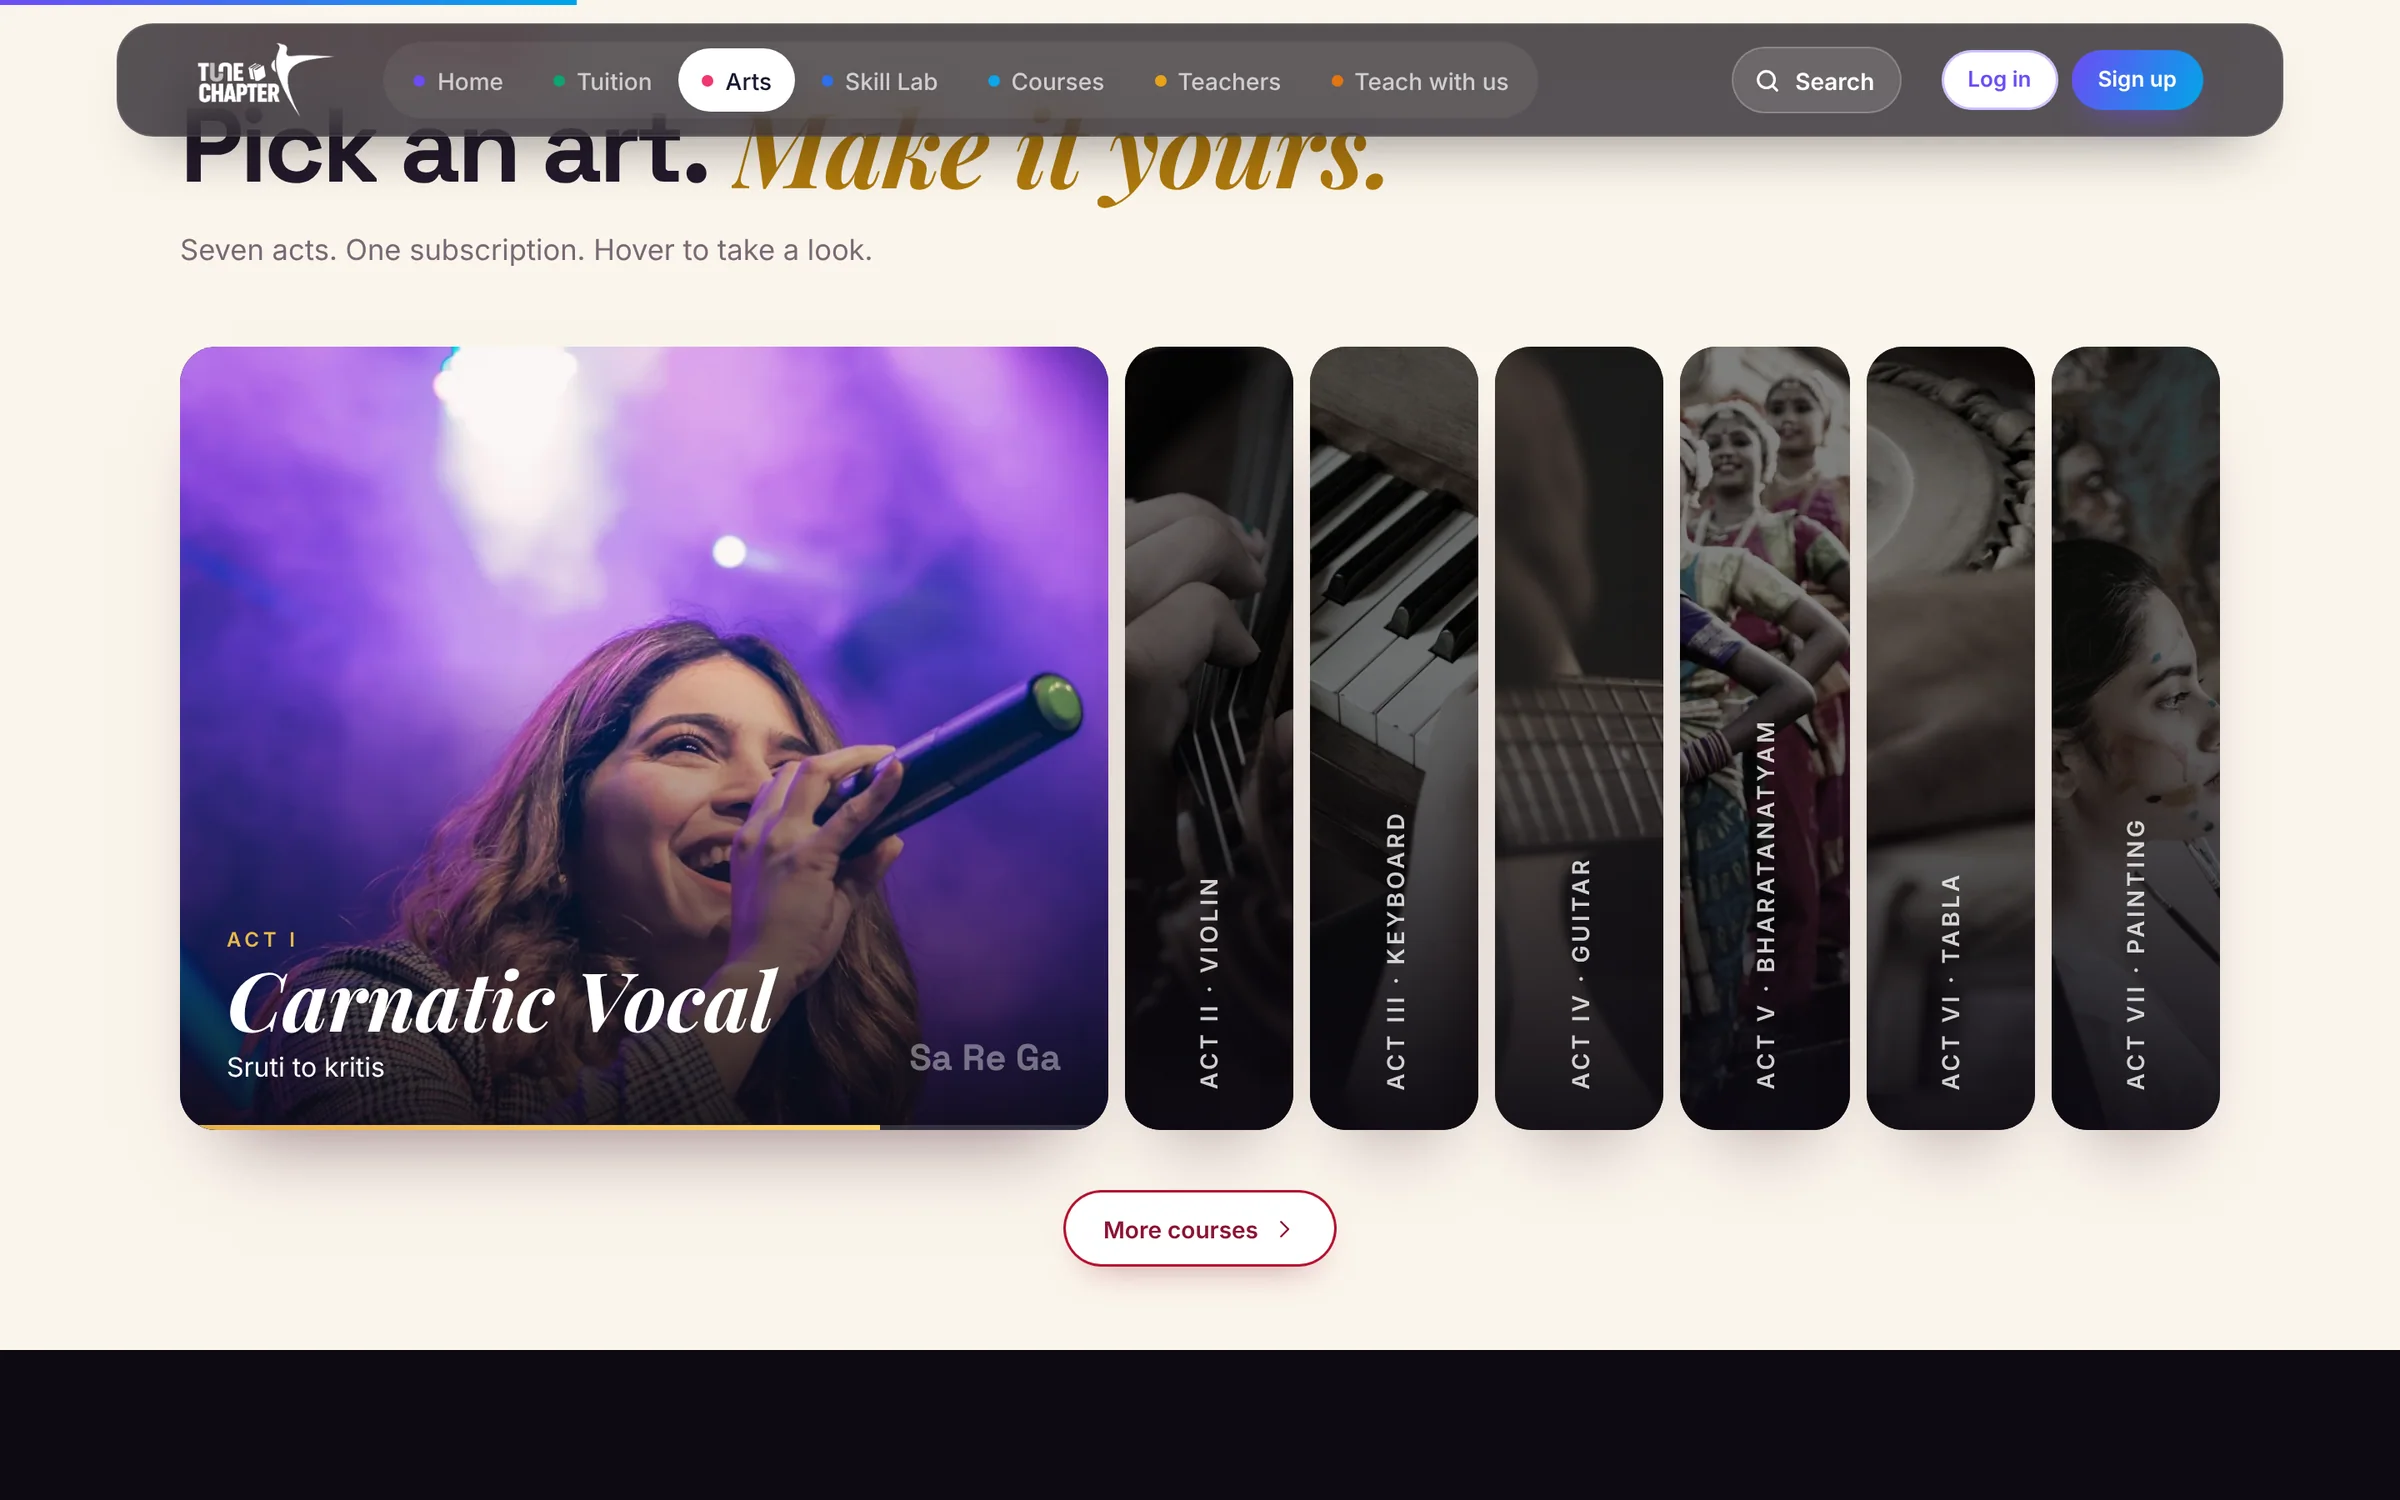 TUNE CHAPTER
Home
Tuition
Arts
Skill Lab
Courses
Teachers
Teach with us
Search
Log in
Sign up
Pick an art. Make it yours.
Seven acts. One subscription. Hover to take a look.
ACT I
Carnatic Vocal
Sruti to kritis
Sa Re Ga
ACT II · VIOLIN
ACT III · KEYBOARD
ACT IV · GUITAR
ACT V · BHARATANATYAM
ACT VI · TABLA
ACT VII · PAINTING
More courses